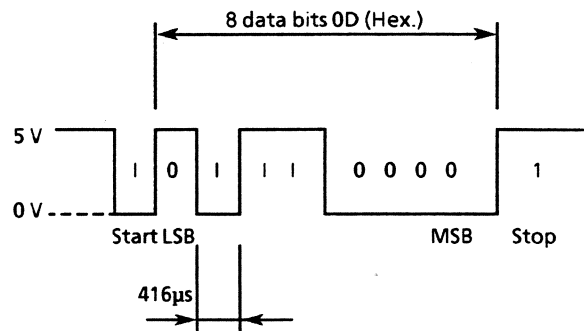 8 data bits 0D (Hex.)
5 V
I 0 I I I 0 0 0 0 1
0 V
Start LSB MSB Stop
416μs